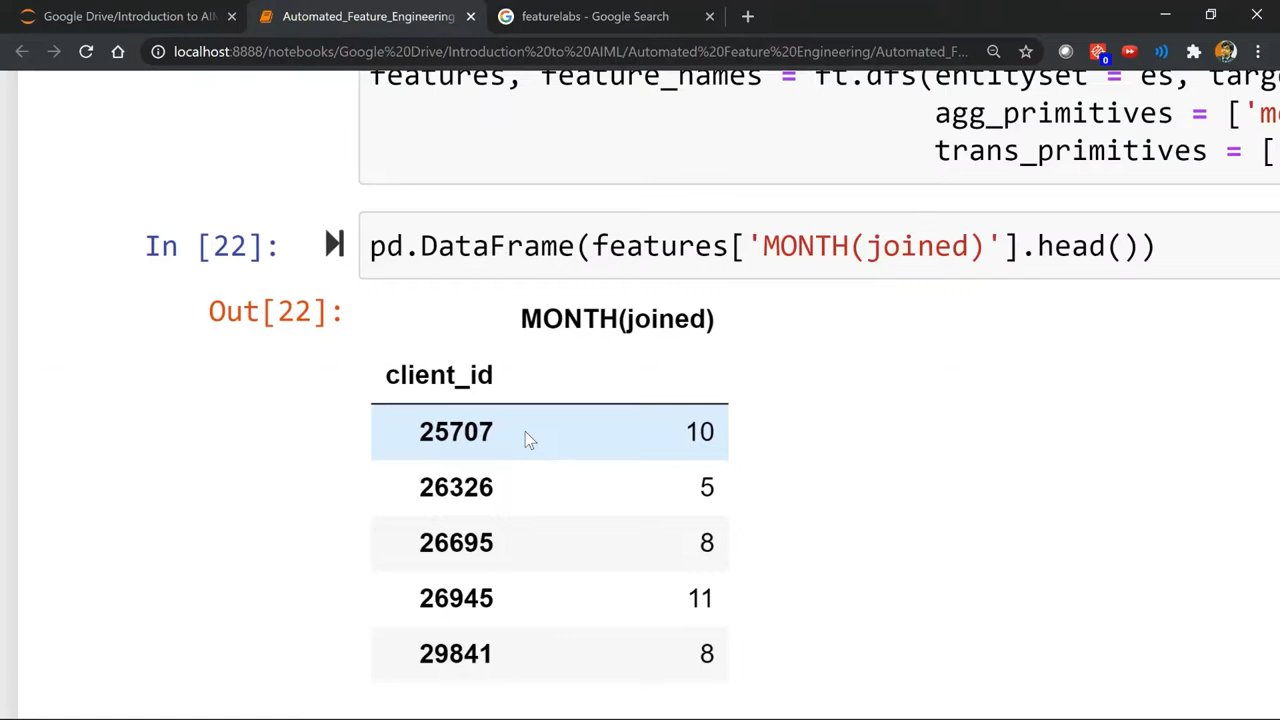 Google Drive/Introduction to AI
Automated_Feature_Engineering
featurelabs - Google Search
localhost:8888/notebooks/Google%20Drive/Introduction%20to%20AIML/Automated%20Feature%20Engineering/Automated_F...
0
features, feature_names = ft.dfs(entityset = es, targe
agg_primitives = ['m
trans_primitives = [
In [22]:
pd.DataFrame(features['MONTH(joined)'].head())
Out[22]:
MONTH(joined)
client_id
25707 10
26326 5
26695 8
26945 11
29841 8